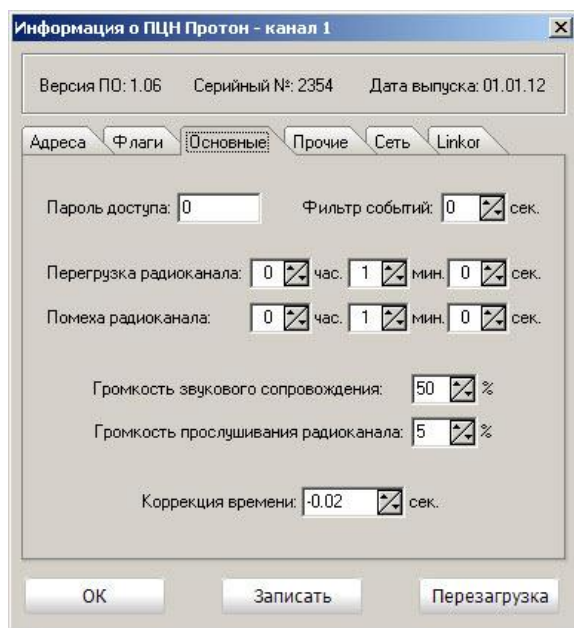 Информация о ПЦН Протон - канал 1
Версия ПО: 1.06 Серийный №: 2354 Дата выпуска: 01.01.12
Адреса Флаги Основные Прочие Сеть Linkor
Пароль доступа: 0 Фильтр событий: 0 сек.
Перегрузка радиоканала: 0 час. 1 мин. 0 сек.
Помеха радиоканала: 0 час. 1 мин. 0 сек.
Громкость звукового сопровождения: 50 %
Громкость прослушивания радиоканала: 5 %
Коррекция времени: -0.02 сек.
ОК Записать Перезагрузка